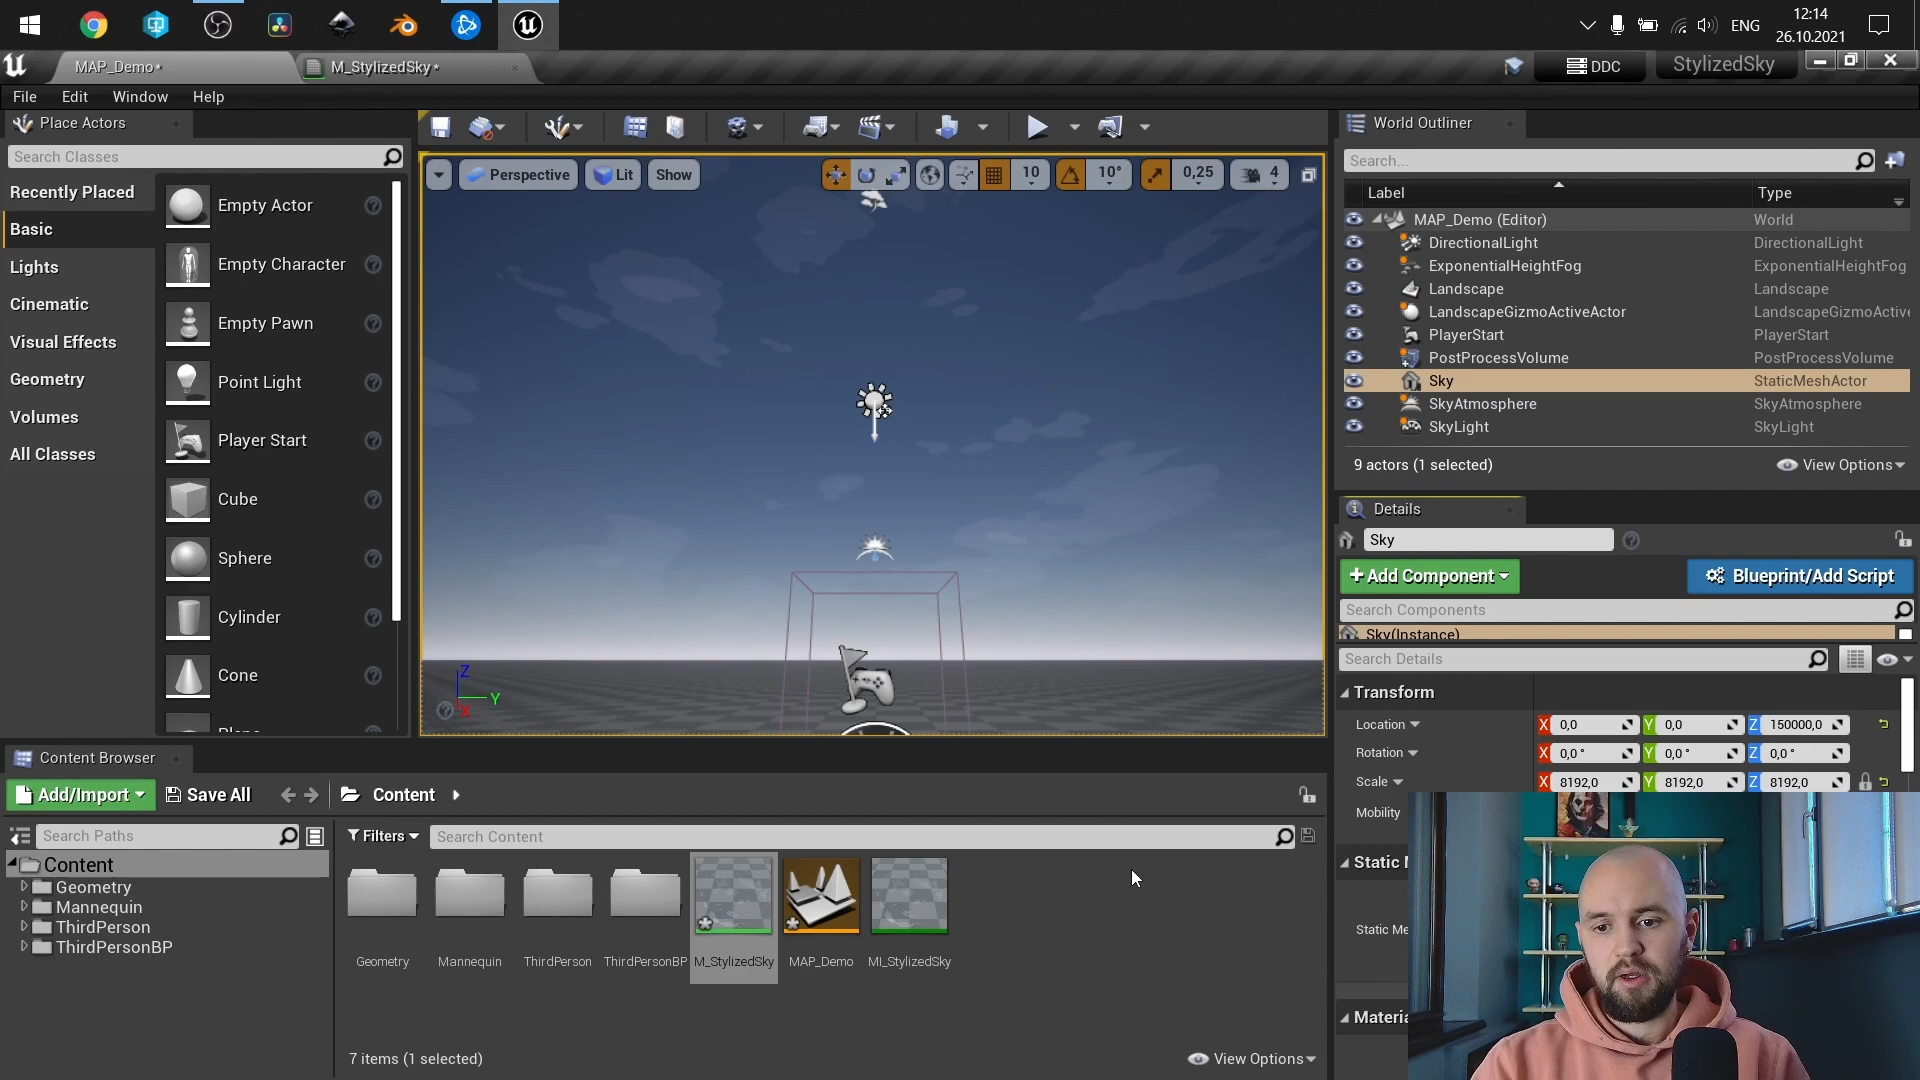 ENG
12:14
26.10.2021
MAP_Demo*
M_StylizedSky*
DDC
StylizedSky
File Edit Window Help
Place Actors
Search Classes
Recently Placed
Basic
Lights
Cinematic
Visual Effects
Geometry
Volumes
All Classes
Empty Actor
Empty Character
Empty Pawn
Point Light
Player Start
Cube
Sphere
Cylinder
Cone
Perspective Lit Show
10 10° 0,25 4
Z
Y
X
World Outliner
Search...
Label Type
MAP_Demo (Editor) World
DirectionalLight DirectionalLight
ExponentialHeightFog ExponentialHeightFog
Landscape Landscape
LandscapeGizmoActiveActor LandscapeGizmoActive
PlayerStart PlayerStart
PostProcessVolume PostProcessVolume
Sky StaticMeshActor
SkyAtmosphere SkyAtmosphere
SkyLight SkyLight
9 actors (1 selected) View Options
Details
Sky
+Add Component Blueprint/Add Script
Search Components
Sky(Instance)
Search Details
Transform
Location X 0,0 Y 0,0 Z 150000,0
Rotation X 0,0 ° Y 0,0 ° Z 0,0 °
Scale X 8192,0 Y 8192,0 Z 8192,0
Mobility
Static M
Static Me
Materia
Content Browser
Add/Import Save All Content
Search Paths
Filters Search Content
Content
Geometry
Mannequin
ThirdPerson
ThirdPersonBP
Geometry Mannequin ThirdPerson ThirdPersonBP M_StylizedSky MAP_Demo MI_StylizedSky
7 items (1 selected) View Options